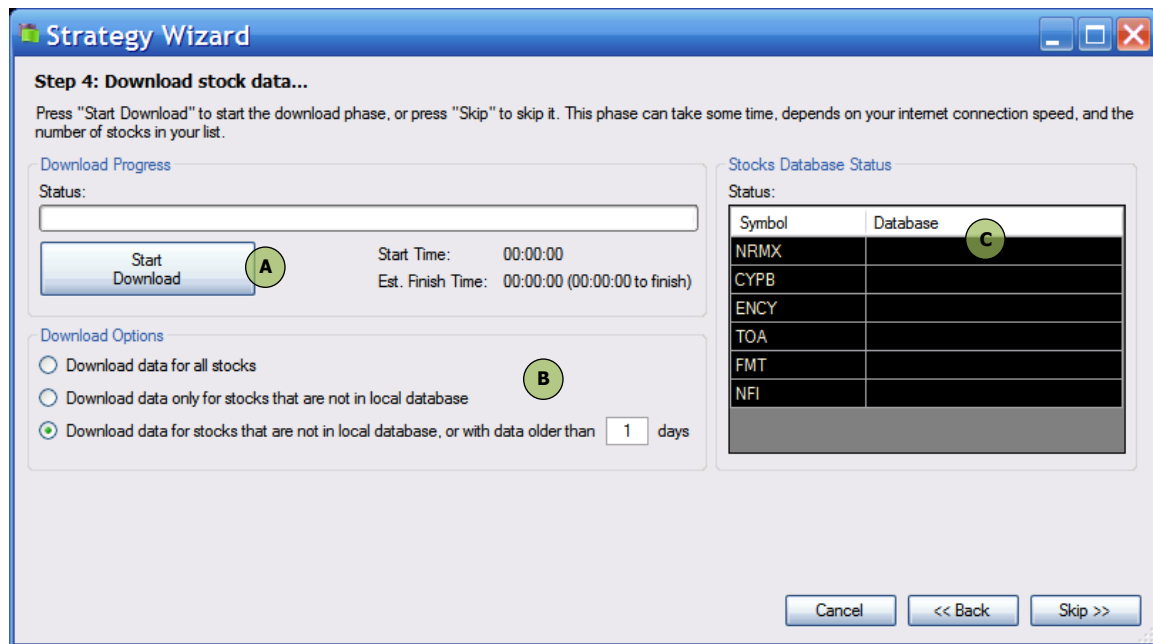 Strategy Wizard
Step 4: Download stock data...
Press "Start Download" to start the download phase, or press "Skip" to skip it. This phase can take some time, depends on your internet connection speed, and the
number of stocks in your list.
Download Progress
Status:
Start
Download
A
Start Time: 00:00:00
Est. Finish Time: 00:00:00 (00:00:00 to finish)
Download Options
Download data for all stocks
B
Download data only for stocks that are not in local database
Download data for stocks that are not in local database, or with data older than 1 days
Stocks Database Status
Status:
Symbol Database
C
NRMX
CYPB
ENCY
TOA
FMT
NFI
Cancel << Back Skip >>